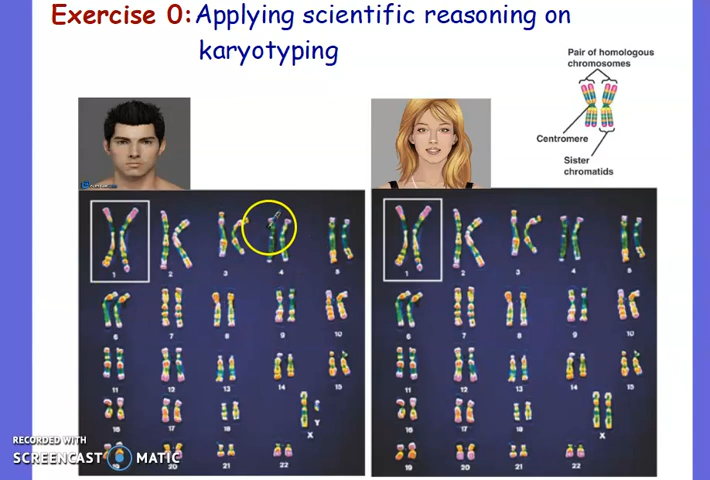 Exercise 0: Applying scientific reasoning on
karyotyping
Pair of homologous
chromosomes
Centromere
Sister
chromatids
1 2 3 4 5
6 7 8 9 10
11 12 13 14 15
16 17 18 X Y
19 20 21 22
1 2 3 4 5
6 7 8 9 10
11 12 13 14 15
16 17 18 X
19 20 21 22
RECORDED WITH
SCREENCAST MATIC